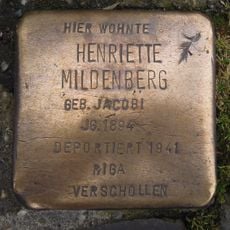 HIER WOHNTE
HENRIETTE
MILDENBERG
GEB. JACOBI
JG. 1894
DEPORTIERT 1941
RIGA
VERSCHOLLEN